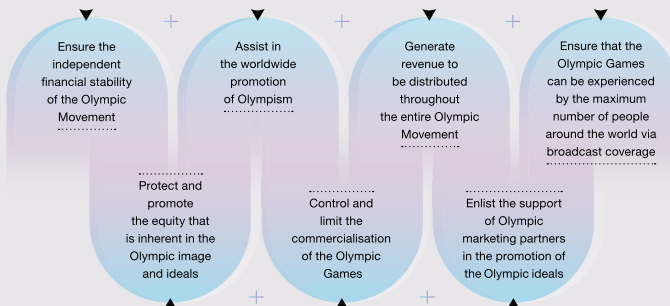 Ensure the
independent
financial stability
of the Olympic
Movement
Assist in
the worldwide
promotion
of Olympism
Generate
revenue to
be distributed
throughout
the entire Olympic
Movement
Ensure that the
Olympic Games
can be experienced
by the maximum
number of people
around the world via
broadcast coverage
Protect and
promote
the equity that
is inherent in the
Olympic image
and ideals
Control and
limit the
commercialisation
of the Olympic
Games
Enlist the support
of Olympic
marketing partners
in the promotion of
the Olympic ideals